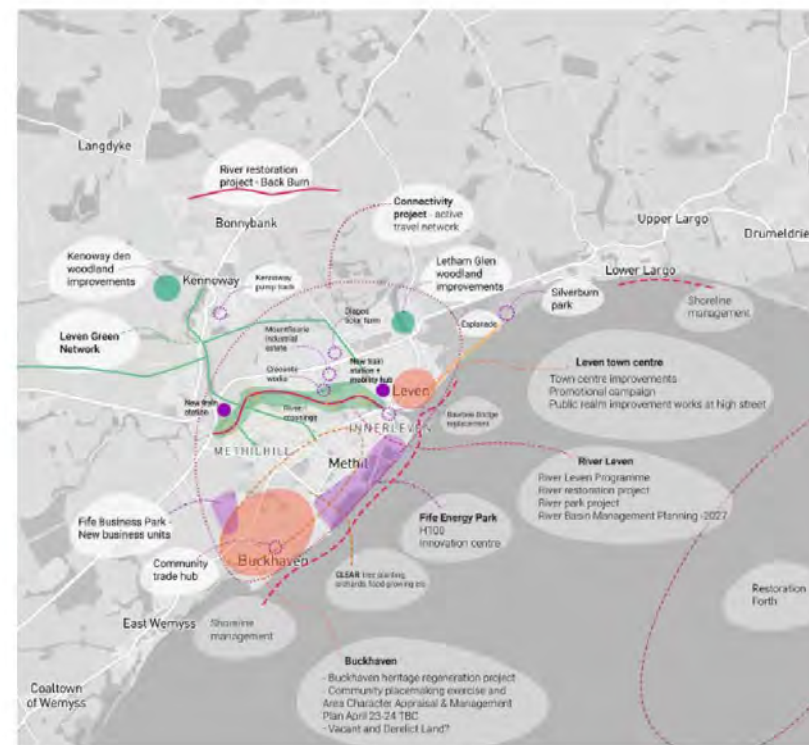 Langdyke
River restoration
project - Back Burn
Bonnybank
Connectivity
project - active
travel network
Upper Largo
Drumeldrie
Kenoway den
woodland
improvements
Kennoway
Kennoway
pump track
Letham Glen
woodland
improvements
Lower Largo
Silverburn
park
Shoreline
management
Diageo
solar farm
Esplanade
Mountfleurie
industrial
estate
Leven Green
Network
New train
station +
mobility hub
Leven
Leven town centre
Town centre improvements
Promotional campaign
Public realm improvement works at high street
works
New train
station
River
crossings
INNERLEVEN
Bawbee Bridge
replacement
METHILHILL
Methil
River Leven
River Leven Programme
River restoration project
River park project
River Basin Management Planning -2027
Fife Business Park -
New business units
Fife Energy Park
H100
Innovation centre
Community
trade hub
Buckhaven
CLEAR tree planting,
orchards, food growing etc
Restoration
Forth
East Wemyss
Shoreline
management
Buckhaven
- Buckhaven heritage regeneration project
- Community placemaking exercise and
Area Character Appraisal & Management
Plan April 23-24 TBC
- Vacant and Derelict Land?
Coaltown
of Wemyss